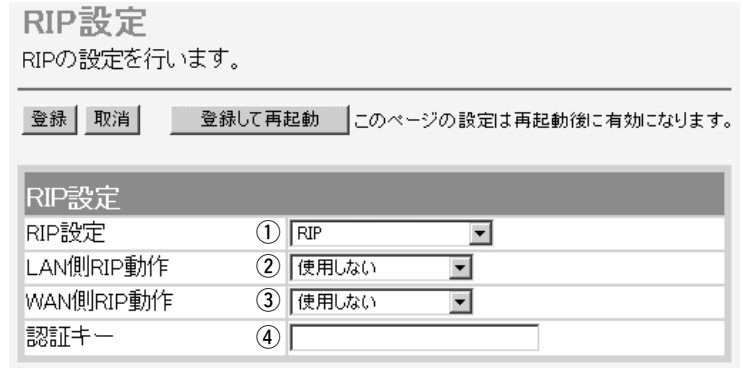 RIP設定
RIPの設定を行います。
登録 取消 登録して再起動 このページの設定は再起動後に有効になります。
RIP設定
RIP設定 ① RIP
LAN側RIP動作 ② 使用しない
WAN側RIP動作 ③ 使用しない
認証キー ④